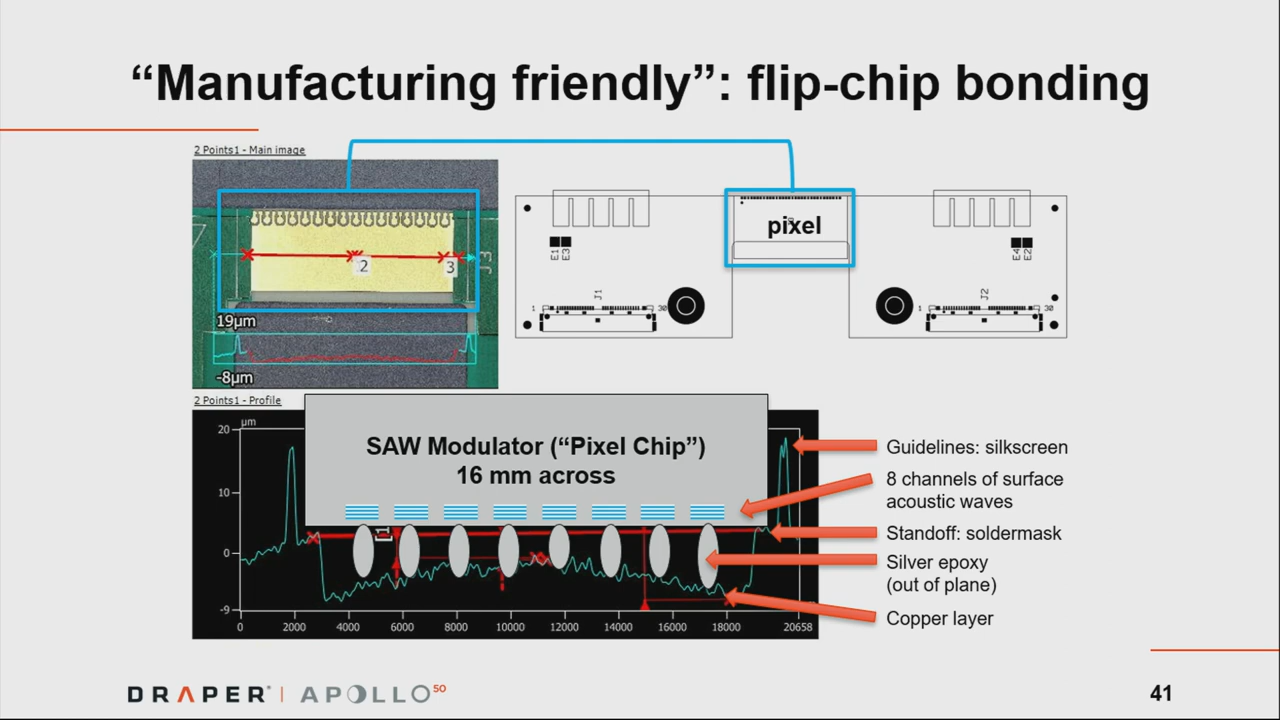 “Manufacturing friendly”: flip-chip bonding
2 Points1 - Main image
2
3
J3
19μm
-8μm
pixel
E1
E3
E4
E2
J1
J2
1
30
1
30
2 Points1 - Profile
μm
20
10
0
-9
0
2000
4000
6000
8000
10000
12000
14000
16000
18000
20658
SAW Modulator (“Pixel Chip”)
16 mm across
Guidelines: silkscreen
8 channels of surface
acoustic waves
Standoff: soldermask
Silver epoxy
(out of plane)
Copper layer
DRAPER® | APOLLO50
41